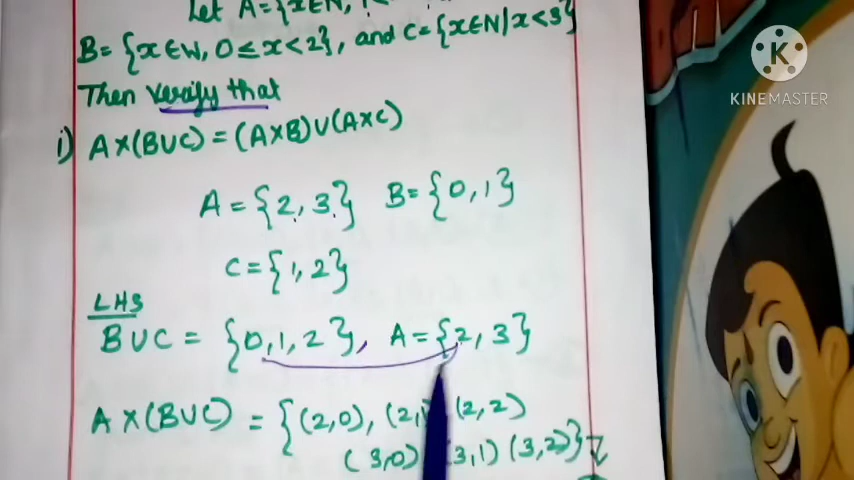 Let A = {x∈N,
B = {x∈W, 0 ≤ x < 2}, and C = {x∈N / x < 3}
Then verify that
i) A×(B∪C) = (A×B)∪(A×C)
A = {2, 3} B = {0, 1}
C = {1, 2}
LHS
B∪C = {0, 1, 2}, A = {2, 3}
A×(B∪C) = {(2,0), (2,1) (2,2)
(3,0) (3,1) (3,2)}
K
KINEMASTER